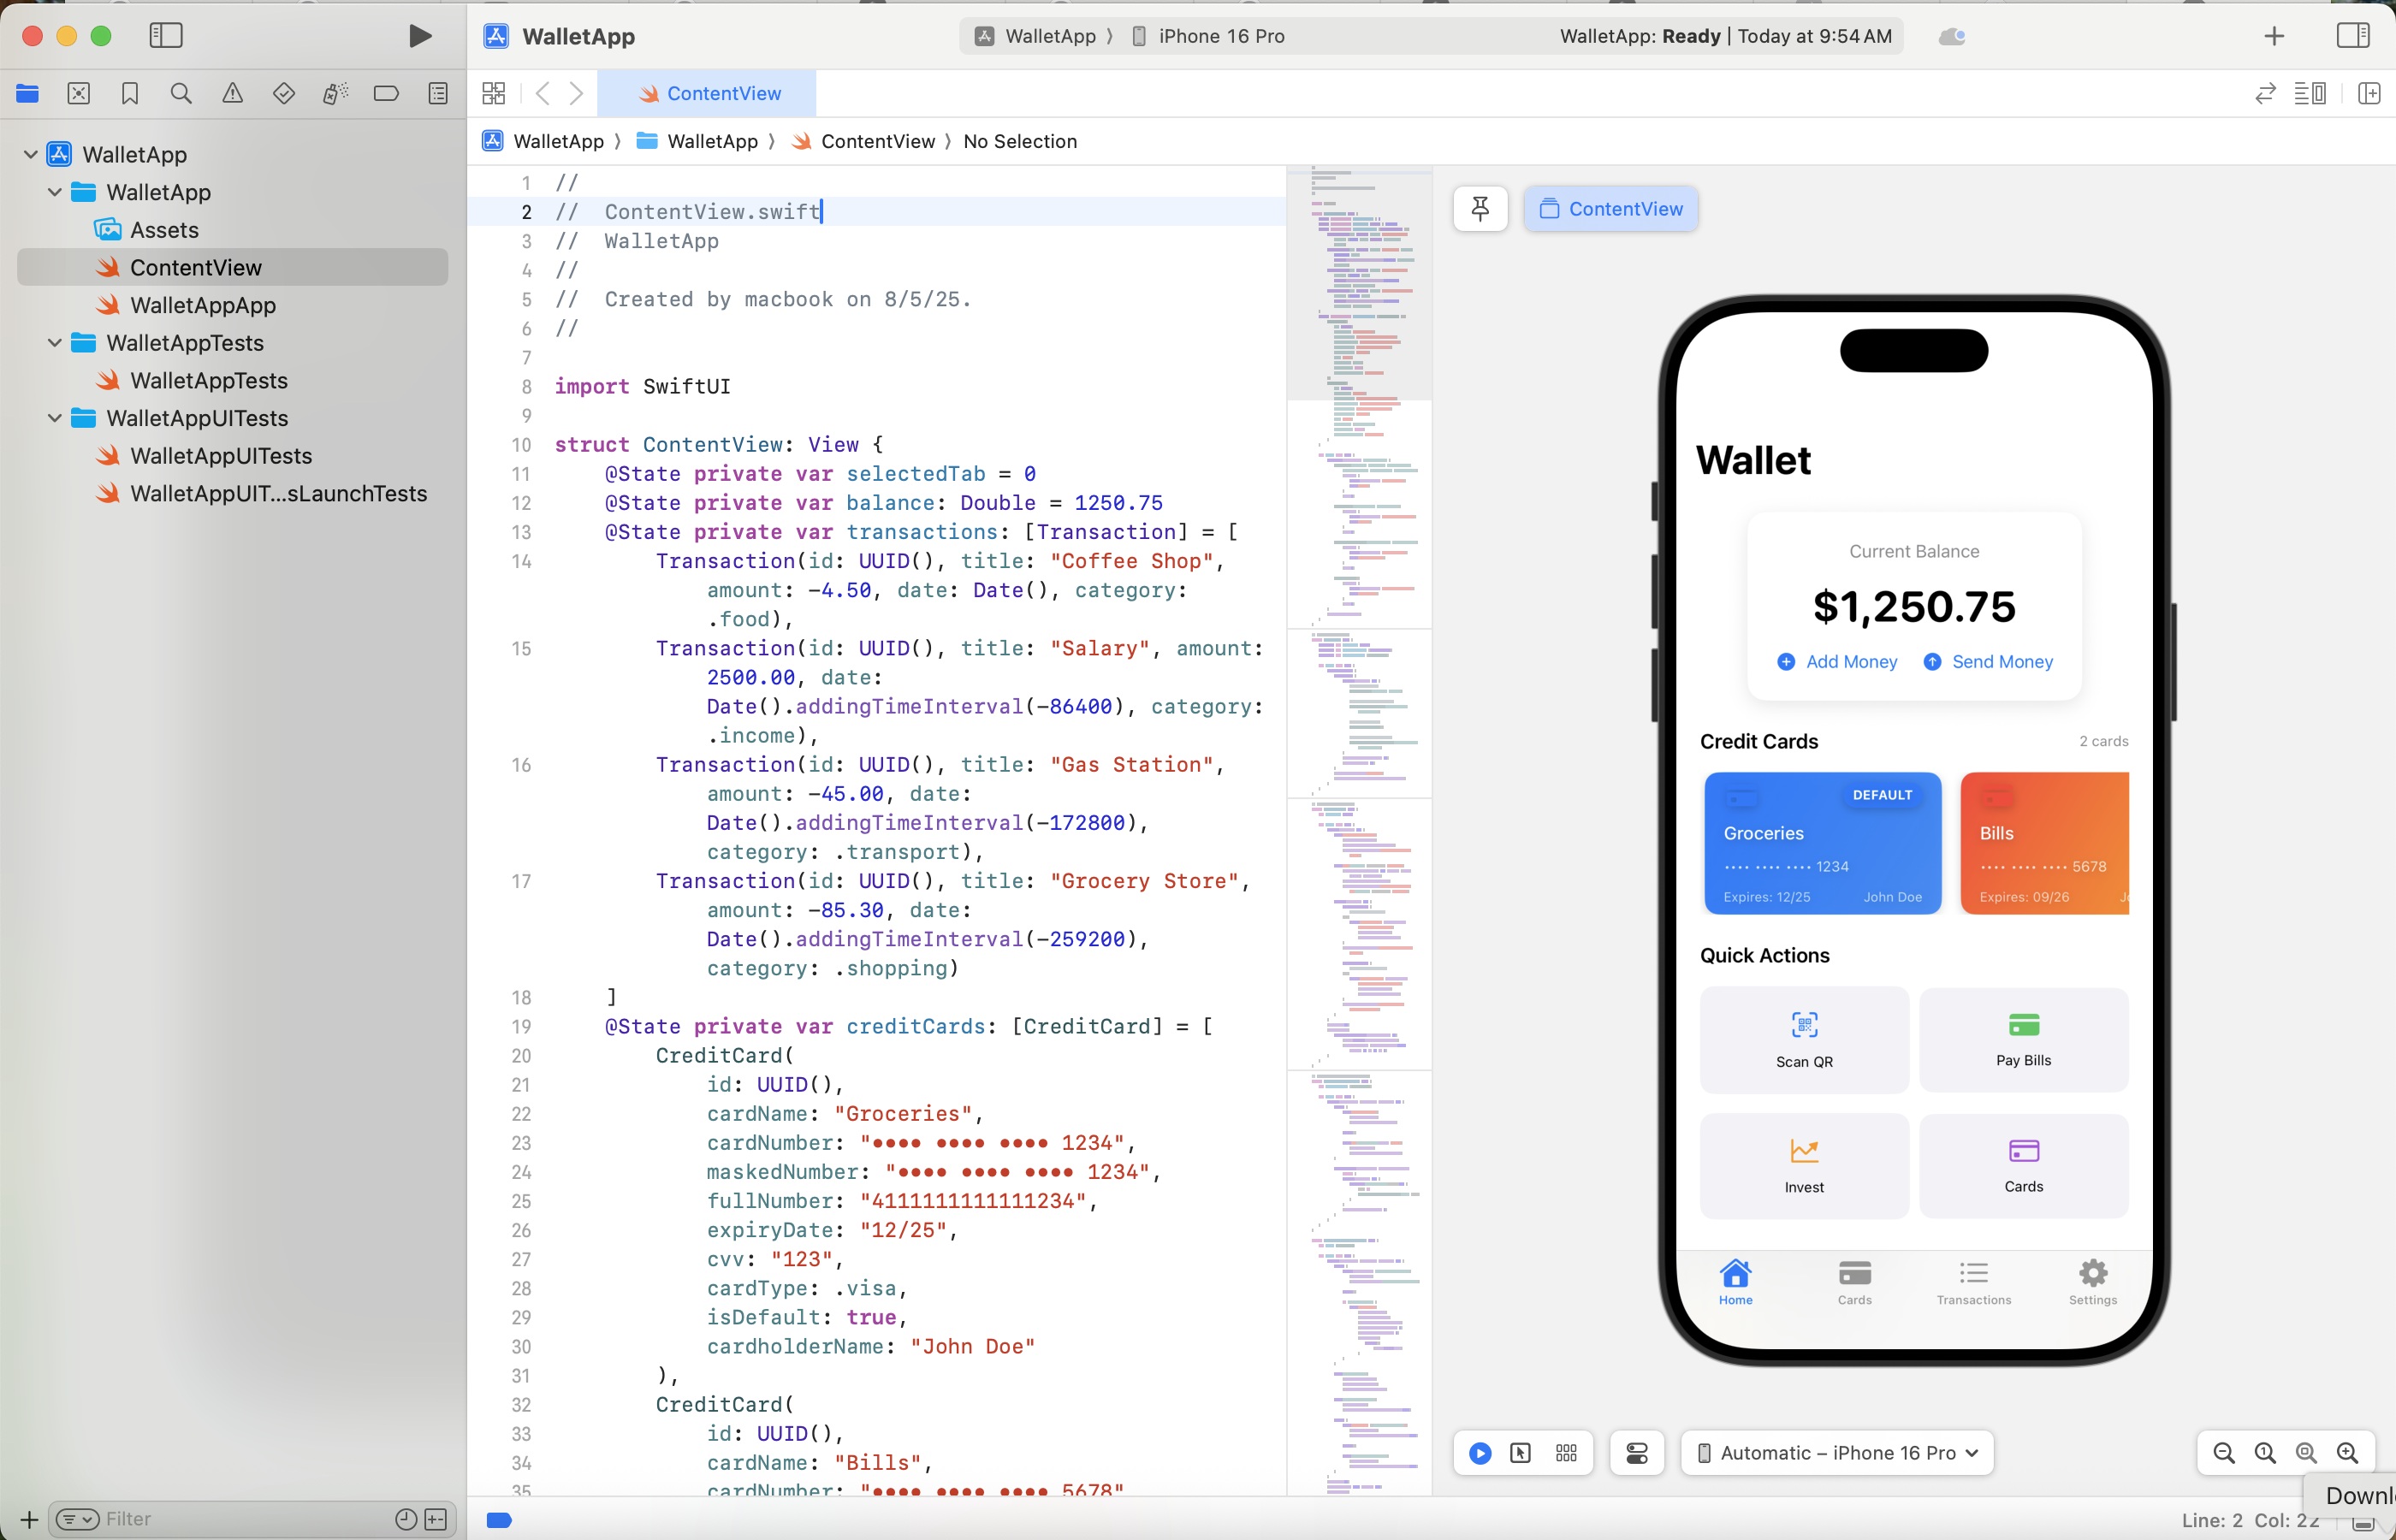 WalletApp
WalletApp 〉 iPhone 16 Pro
WalletApp: Ready | Today at 9:54 AM
ContentView
WalletApp 〉 WalletApp 〉 ContentView 〉 No Selection
WalletApp
WalletApp
Assets
ContentView
WalletAppApp
WalletAppTests
WalletAppTests
WalletAppUITests
WalletAppUITests
WalletAppUIT...sLaunchTests
Filter
1 //
2 // ContentView.swift
3 // WalletApp
4 //
5 // Created by macbook on 8/5/25.
6 //
7
8 import SwiftUI
9
10 struct ContentView: View {
11 @State private var selectedTab = 0
12 @State private var balance: Double = 1250.75
13 @State private var transactions: [Transaction] = [
14 Transaction(id: UUID(), title: "Coffee Shop",
amount: -4.50, date: Date(), category:
.food),
15 Transaction(id: UUID(), title: "Salary", amount:
2500.00, date:
Date().addingTimeInterval(-86400), category:
.income),
16 Transaction(id: UUID(), title: "Gas Station",
amount: -45.00, date:
Date().addingTimeInterval(-172800),
category: .transport),
17 Transaction(id: UUID(), title: "Grocery Store",
amount: -85.30, date:
Date().addingTimeInterval(-259200),
category: .shopping)
18 ]
19 @State private var creditCards: [CreditCard] = [
20 CreditCard(
21 id: UUID(),
22 cardName: "Groceries",
23 cardNumber: "•••• •••• •••• 1234",
24 maskedNumber: "•••• •••• •••• 1234",
25 fullNumber: "4111111111111234",
26 expiryDate: "12/25",
27 cvv: "123",
28 cardType: .visa,
29 isDefault: true,
30 cardholderName: "John Doe"
31 ),
32 CreditCard(
33 id: UUID(),
34 cardName: "Bills",
35 cardNumber: "•••• •••• •••• 5678"
ContentView
Wallet
Current Balance
$1,250.75
Add Money Send Money
Credit Cards 2 cards
DEFAULT
Groceries
•••• •••• •••• 1234
Expires: 12/25 John Doe
Bills
•••• •••• •••• 5678
Expires: 09/26
Quick Actions
Scan QR
Pay Bills
Invest
Cards
Home Cards Transactions Settings
Automatic – iPhone 16 Pro
Line: 2 Col: 22